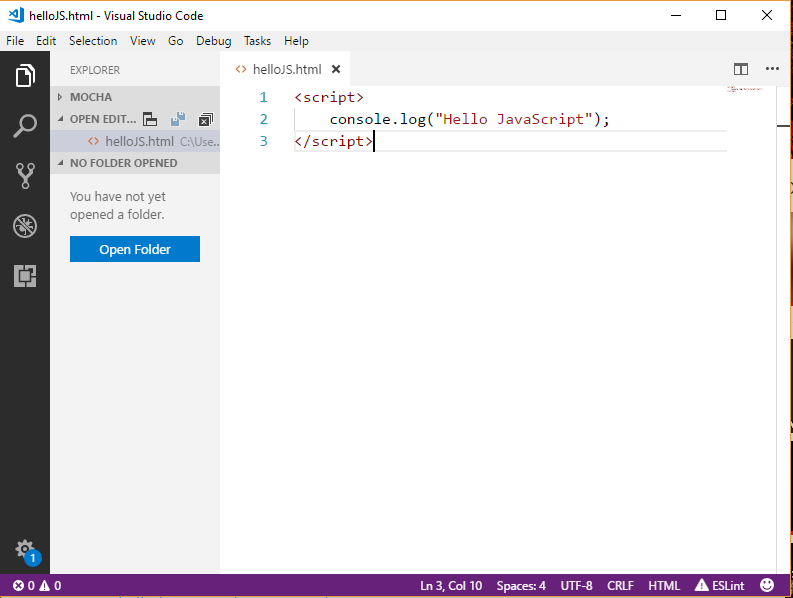 helloJS.html - Visual Studio Code
File Edit Selection View Go Debug Tasks Help
EXPLORER
MOCHA
OPEN EDIT...
helloJS.html C:\Use...
NO FOLDER OPENED
You have not yet
opened a folder.
Open Folder
helloJS.html
1 <script>
2 console.log("Hello JavaScript");
3 </script>
1
0 0
Ln 3, Col 10 Spaces: 4 UTF-8 CRLF HTML ESLint